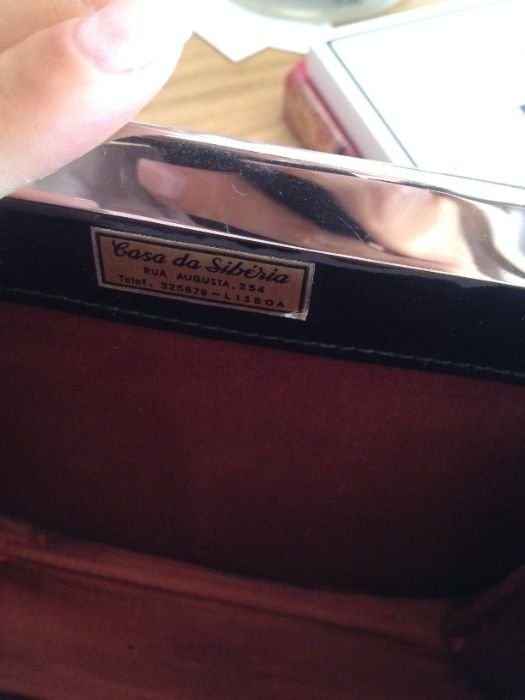 Casa da Sibéria
RUA AUGUSTA, 254
Telef. 325679 - LISBOA